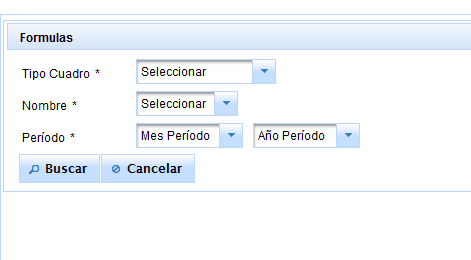 Formulas
Tipo Cuadro * Seleccionar
Nombre * Seleccionar
Período * Mes Período Año Período
Buscar Cancelar